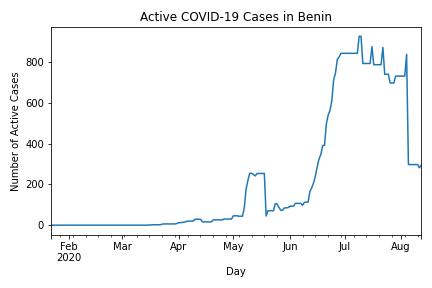 Active COVID-19 Cases in Benin
Number of Active Cases
800
600
400
200
0
Feb Mar Apr May Jun Jul Aug
2020
Day